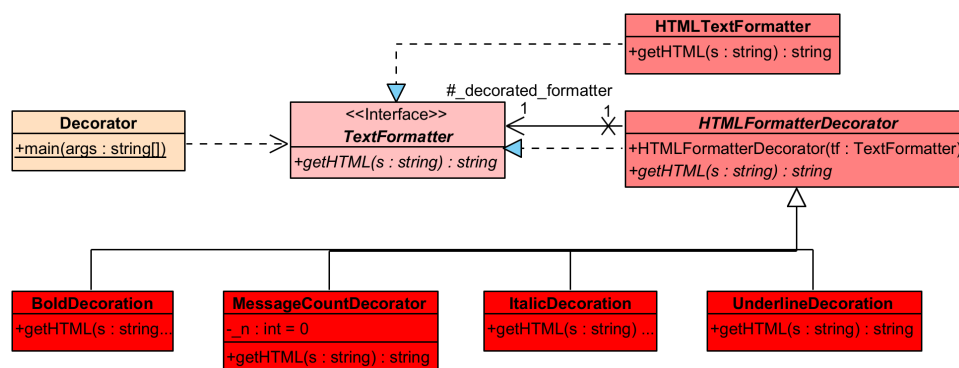 HTMLTextFormatter
+getHTML(s : string) : string
#_decorated_formatter
1
1
<<Interface>>
TextFormatter
+getHTML(s : string) : string
Decorator
+main(args : string[])
HTMLFormatterDecorator
+HTMLFormatterDecorator(tf : TextFormatter)
+getHTML(s : string) : string
BoldDecoration
+getHTML(s : string...
MessageCountDecorator
-_n : int = 0
+getHTML(s : string) : string
ItalicDecoration
+getHTML(s : string) ...
UnderlineDecoration
+getHTML(s : string) : string